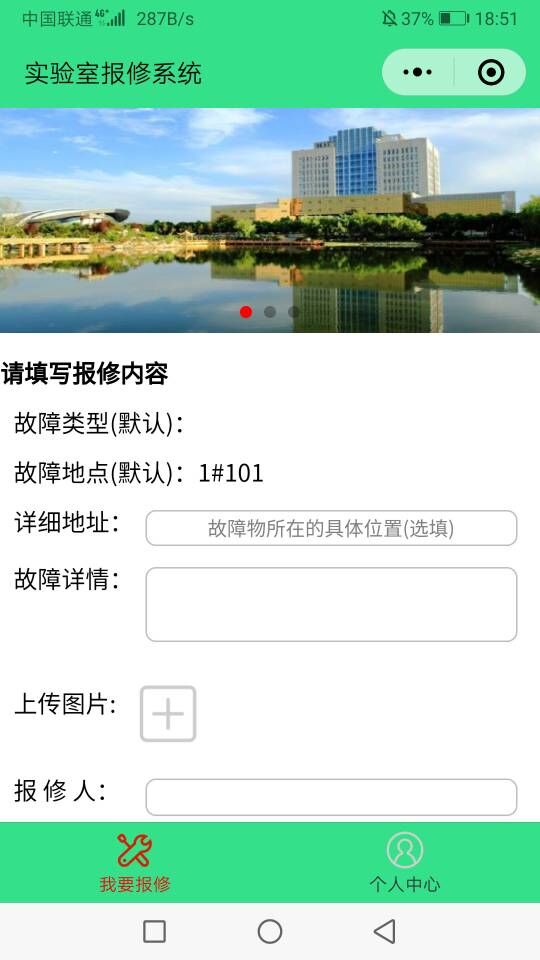 中国联通 4G+ 287B/s 37% 18:51
实验室报修系统
请填写报修内容
故障类型(默认)：
故障地点(默认)：1#101
详细地址： 故障物所在的具体位置(选填)
故障详情：
上传图片:
报 修 人：
我要报修 个人中心